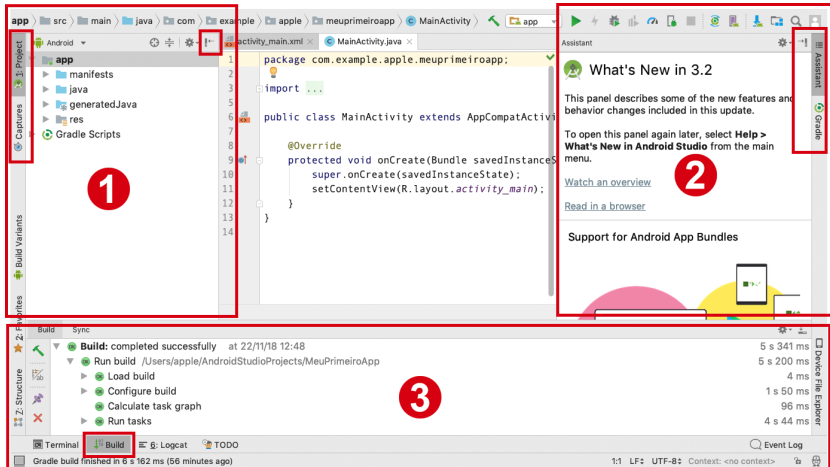 app src main java com example apple meuprimeiroapp MainActivity app
Android
activity_main.xml
MainActivity.java
Assistant
1: Project
Captures
Build Variants
2: Favorites
Z: Structure
app
manifests
java
generatedJava
res
Gradle Scripts
1
1 package com.example.apple.meuprimeiroapp;
2
3 import ...
5
6 public class MainActivity extends AppCompatActivi
7
8 @Override
9 protected void onCreate(Bundle savedInstanceS
10 super.onCreate(savedInstanceState);
11 setContentView(R.layout.activity_main);
12 }
13 }
14
What's New in 3.2
This panel describes some of the new features and
behavior changes included in this update.
To open this panel again later, select Help >
What's New in Android Studio from the main
menu.
Watch an overview
Read in a browser
2
Support for Android App Bundles
Assistant
Gradle
Device File Explorer
Build Sync
Build: completed successfully at 22/11/18 12:48 5 s 341 ms
Run build /Users/apple/AndroidStudioProjects/MeuPrimeiroApp 5 s 200 ms
Load build 4 ms
Configure build 1 s 50 ms
Calculate task graph 96 ms
Run tasks 4 s 44 ms
3
Terminal Build 6: Logcat TODO Event Log
Gradle build finished in 6 s 162 ms (56 minutes ago) 1:1 LF UTF-8 Context: <no context>